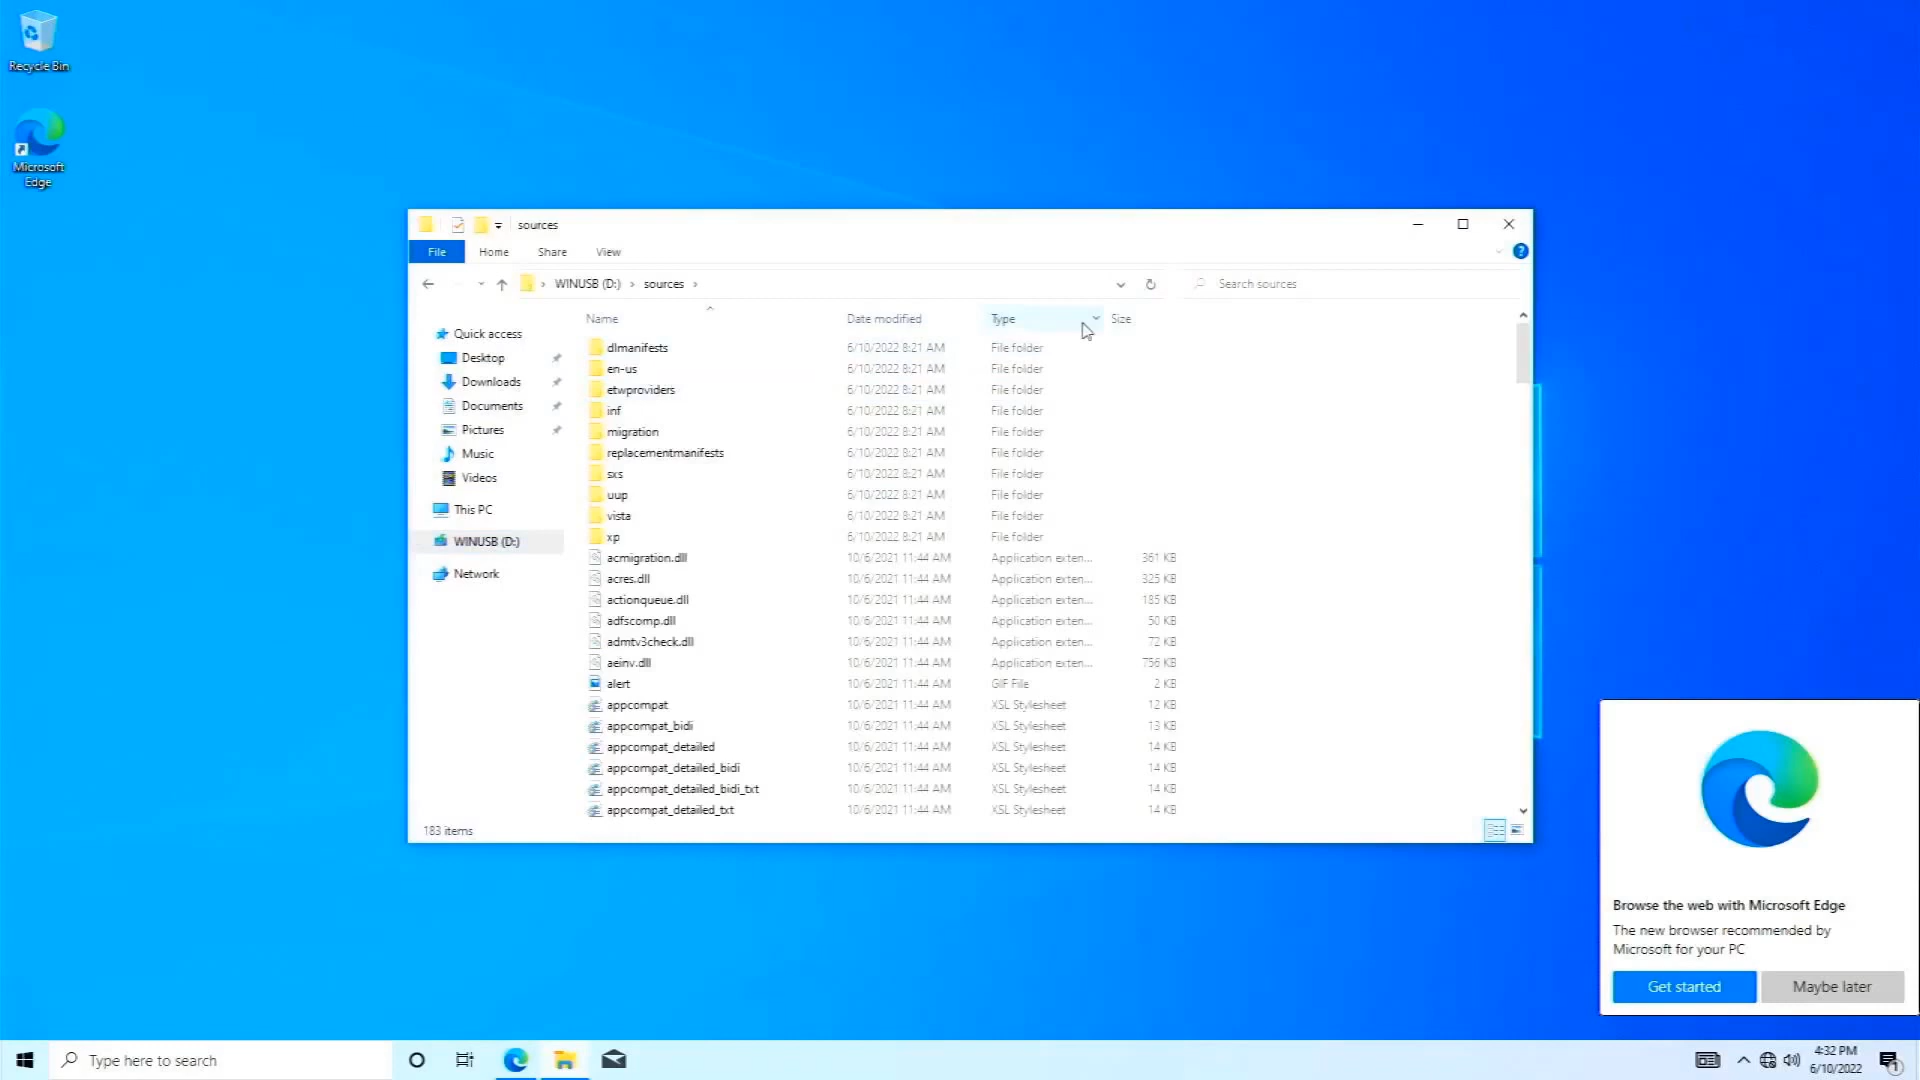 Recycle Bin
Microsoft
Edge
sources
File Home Share View
WINUSB (D:) sources
Search sources
Name Date modified Type Size
Quick access
Desktop
Downloads
Documents
Pictures
Music
Videos
This PC
WINUSB (D:)
Network
dlmanifests 6/10/2022 8:21 AM File folder
en-us 6/10/2022 8:21 AM File folder
etwproviders 6/10/2022 8:21 AM File folder
inf 6/10/2022 8:21 AM File folder
migration 6/10/2022 8:21 AM File folder
replacementmanifests 6/10/2022 8:21 AM File folder
sxs 6/10/2022 8:21 AM File folder
uup 6/10/2022 8:21 AM File folder
vista 6/10/2022 8:21 AM File folder
xp 6/10/2022 8:21 AM File folder
acmigration.dll 10/6/2021 11:44 AM Application exten... 361 KB
acres.dll 10/6/2021 11:44 AM Application exten... 325 KB
actionqueue.dll 10/6/2021 11:44 AM Application exten... 185 KB
adfscomp.dll 10/6/2021 11:44 AM Application exten... 50 KB
admtv3check.dll 10/6/2021 11:44 AM Application exten... 72 KB
aeinv.dll 10/6/2021 11:44 AM Application exten... 756 KB
alert 10/6/2021 11:44 AM GIF File 2 KB
appcompat 10/6/2021 11:44 AM XSL Stylesheet 12 KB
appcompat_bidi 10/6/2021 11:44 AM XSL Stylesheet 13 KB
appcompat_detailed 10/6/2021 11:44 AM XSL Stylesheet 14 KB
appcompat_detailed_bidi 10/6/2021 11:44 AM XSL Stylesheet 14 KB
appcompat_detailed_bidi_txt 10/6/2021 11:44 AM XSL Stylesheet 14 KB
appcompat_detailed_txt 10/6/2021 11:44 AM XSL Stylesheet 14 KB
183 items
Browse the web with Microsoft Edge
The new browser recommended by
Microsoft for your PC
Get started Maybe later
Type here to search
4:32 PM
6/10/2022
1